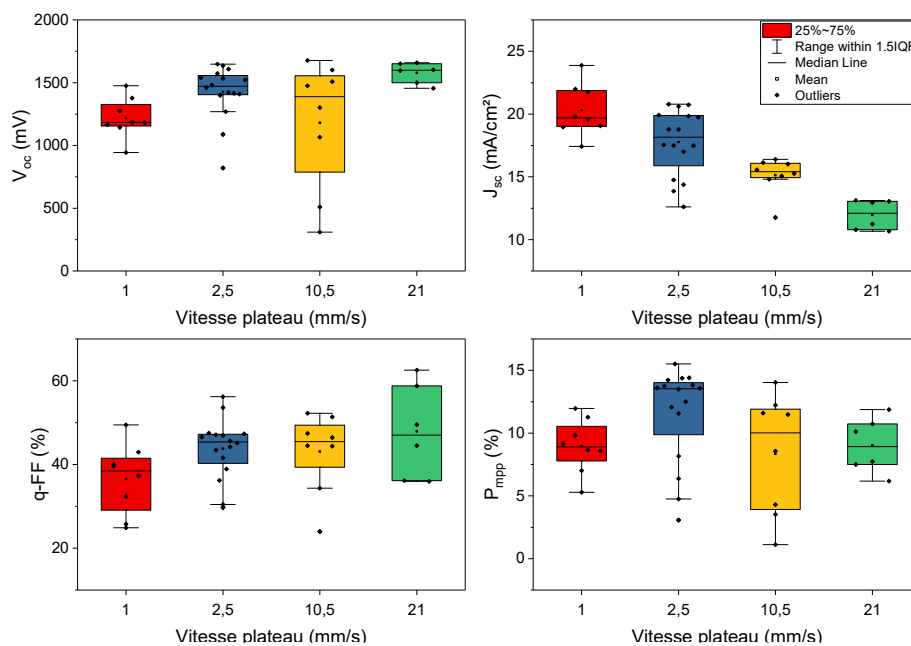 2000
1500
1000
500
0
V_oc (mV)
1
2,5
10,5
21
Vitesse plateau (mm/s)
25
20
15
10
J_sc (mA/cm²)
25%~75%
Range within 1.5IQR
Median Line
Mean
Outliers
1
2,5
10,5
21
Vitesse plateau (mm/s)
60
40
20
q-FF (%)
1
2,5
10,5
21
Vitesse plateau (mm/s)
15
10
5
0
P_mpp (%)
1
2,5
10,5
21
Vitesse plateau (mm/s)